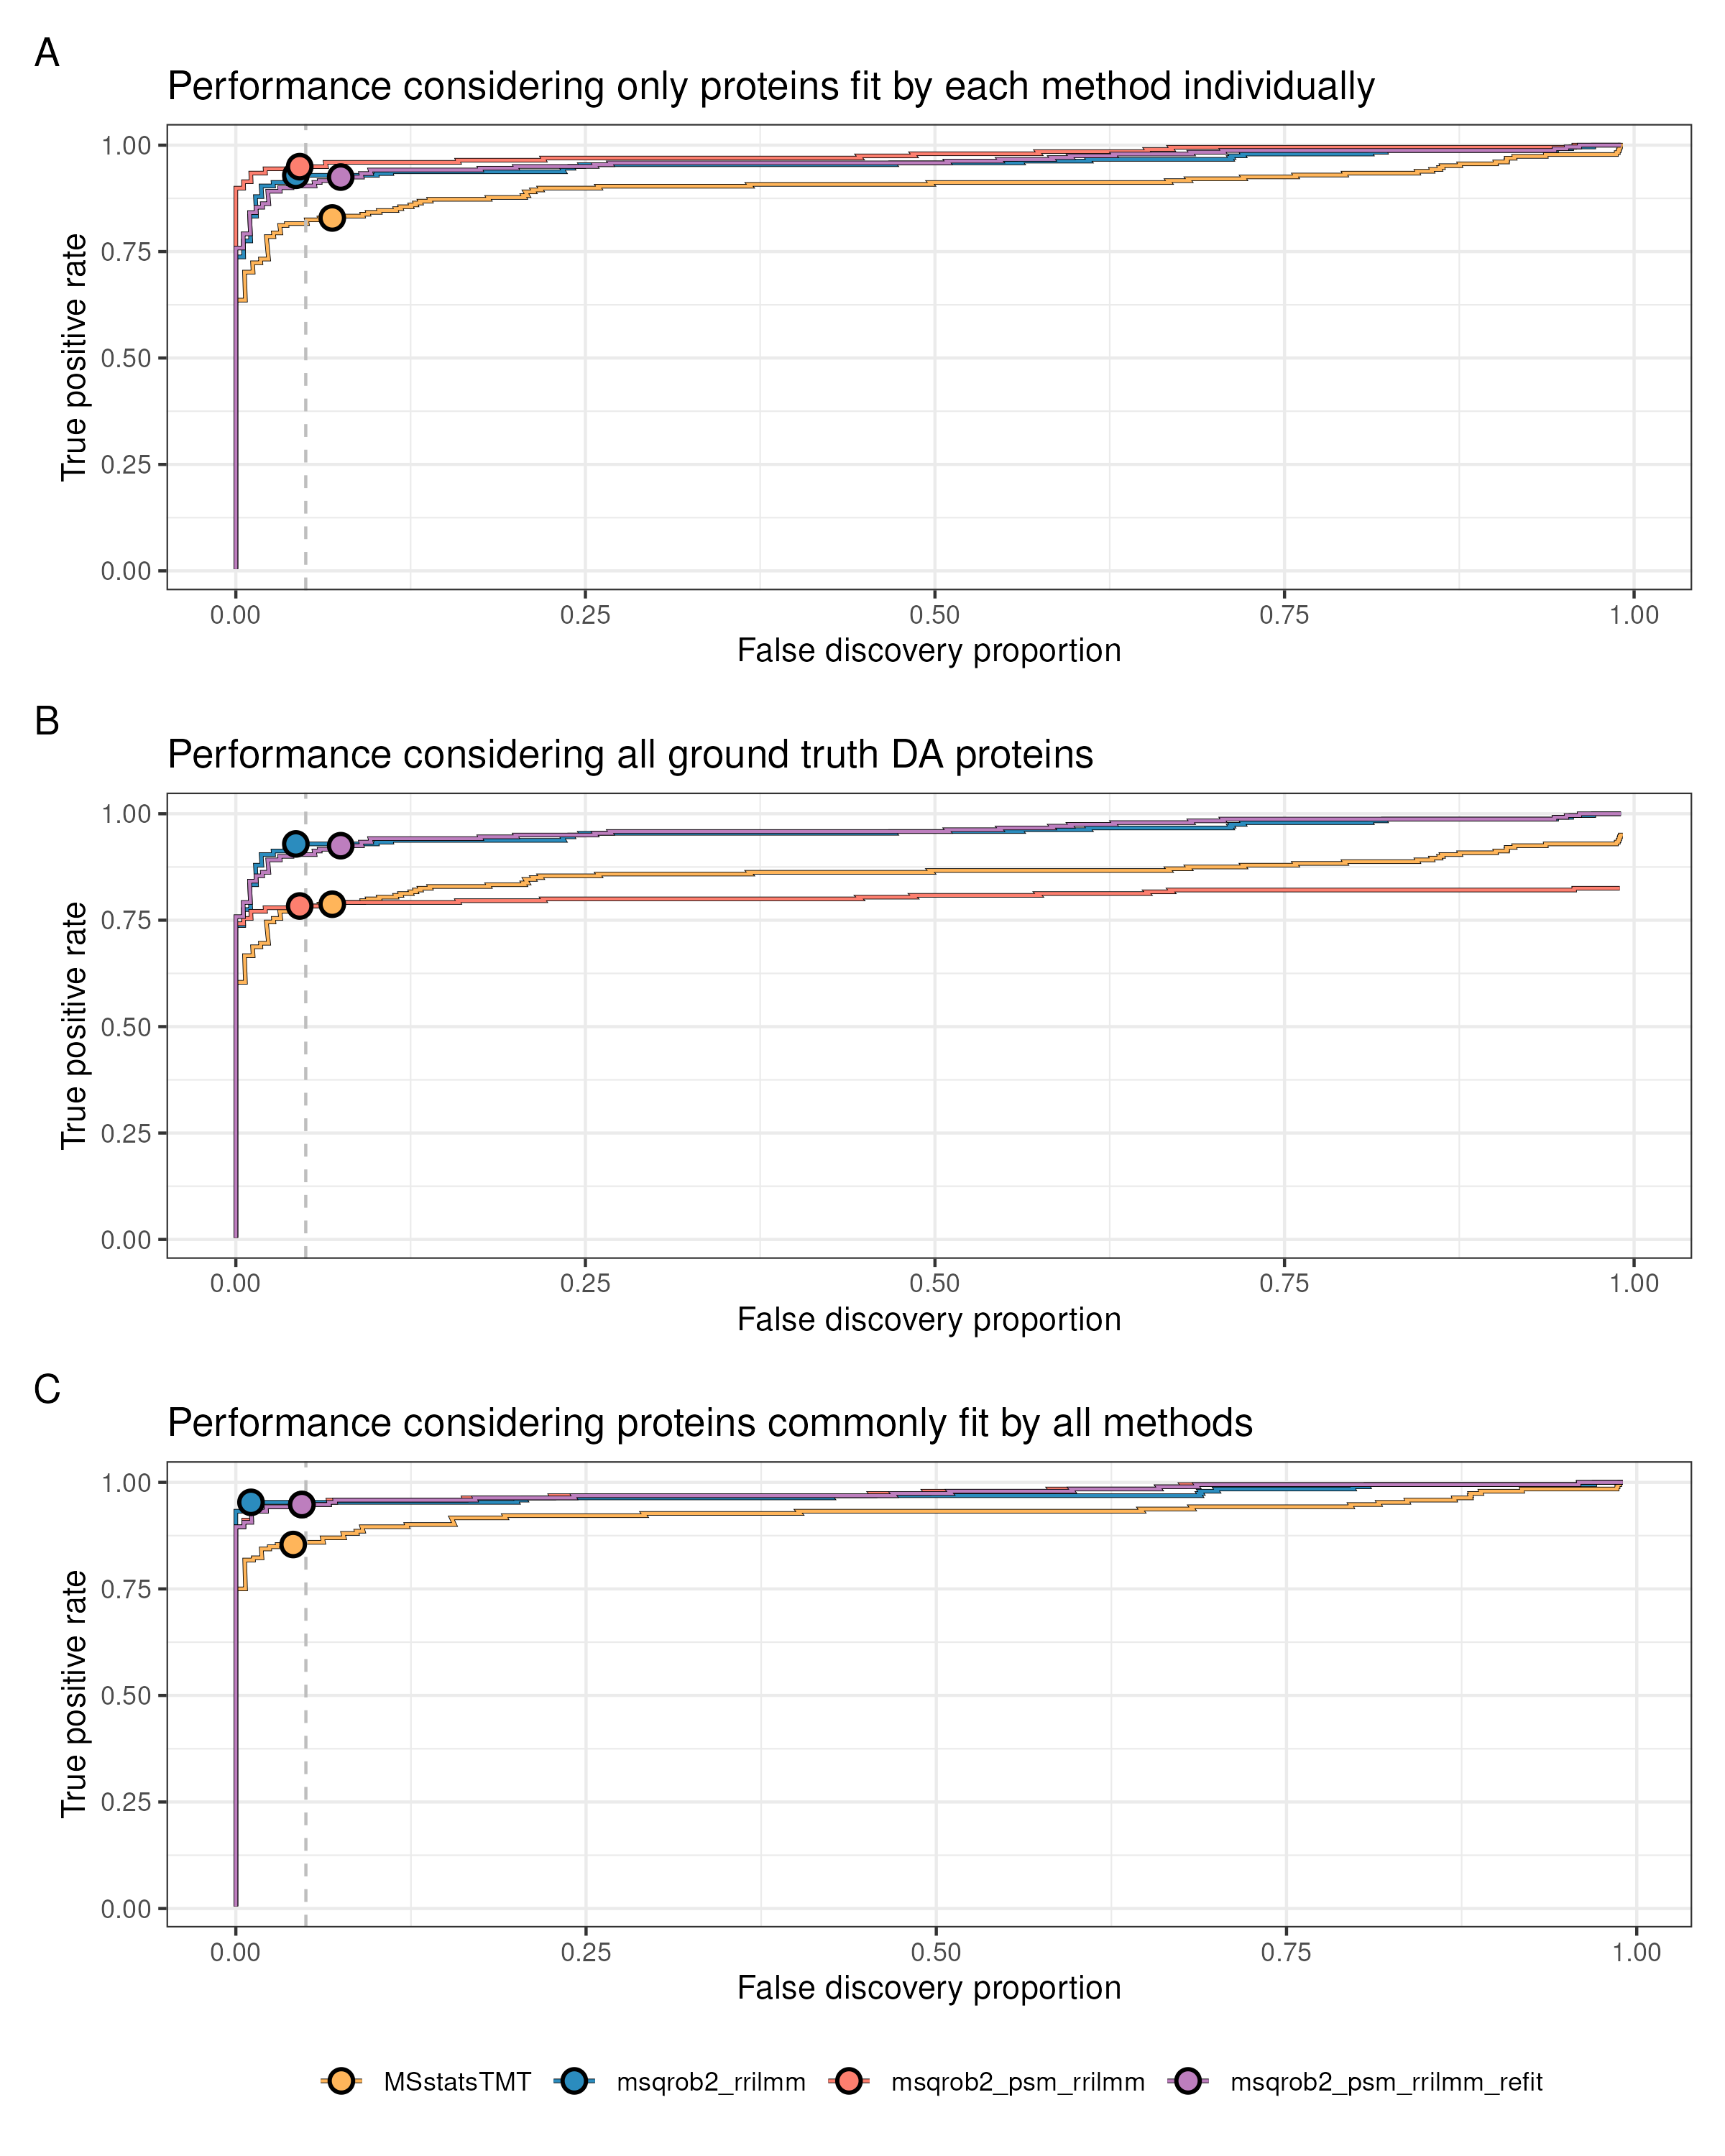 A
Performance considering only proteins fit by each method individually
1.00
0.75
0.50
0.25
0.00
True positive rate
0.00 0.25 0.50 0.75 1.00
False discovery proportion
B
Performance considering all ground truth DA proteins
1.00
0.75
0.50
0.25
0.00
True positive rate
0.00 0.25 0.50 0.75 1.00
False discovery proportion
C
Performance considering proteins commonly fit by all methods
1.00
0.75
0.50
0.25
0.00
True positive rate
0.00 0.25 0.50 0.75 1.00
False discovery proportion
MSstatsTMT msqrob2_rrilmm msqrob2_psm_rrilmm msqrob2_psm_rrilmm_refit